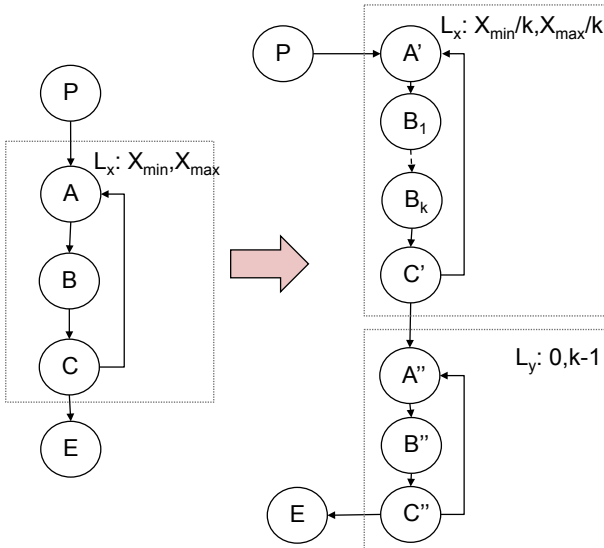 P
Lx: Xmin,Xmax
A
B
C
E
Lx: Xmin/k,Xmax/k
P
A'
B1
Bk
C'
Ly: 0,k-1
A''
B''
E
C''